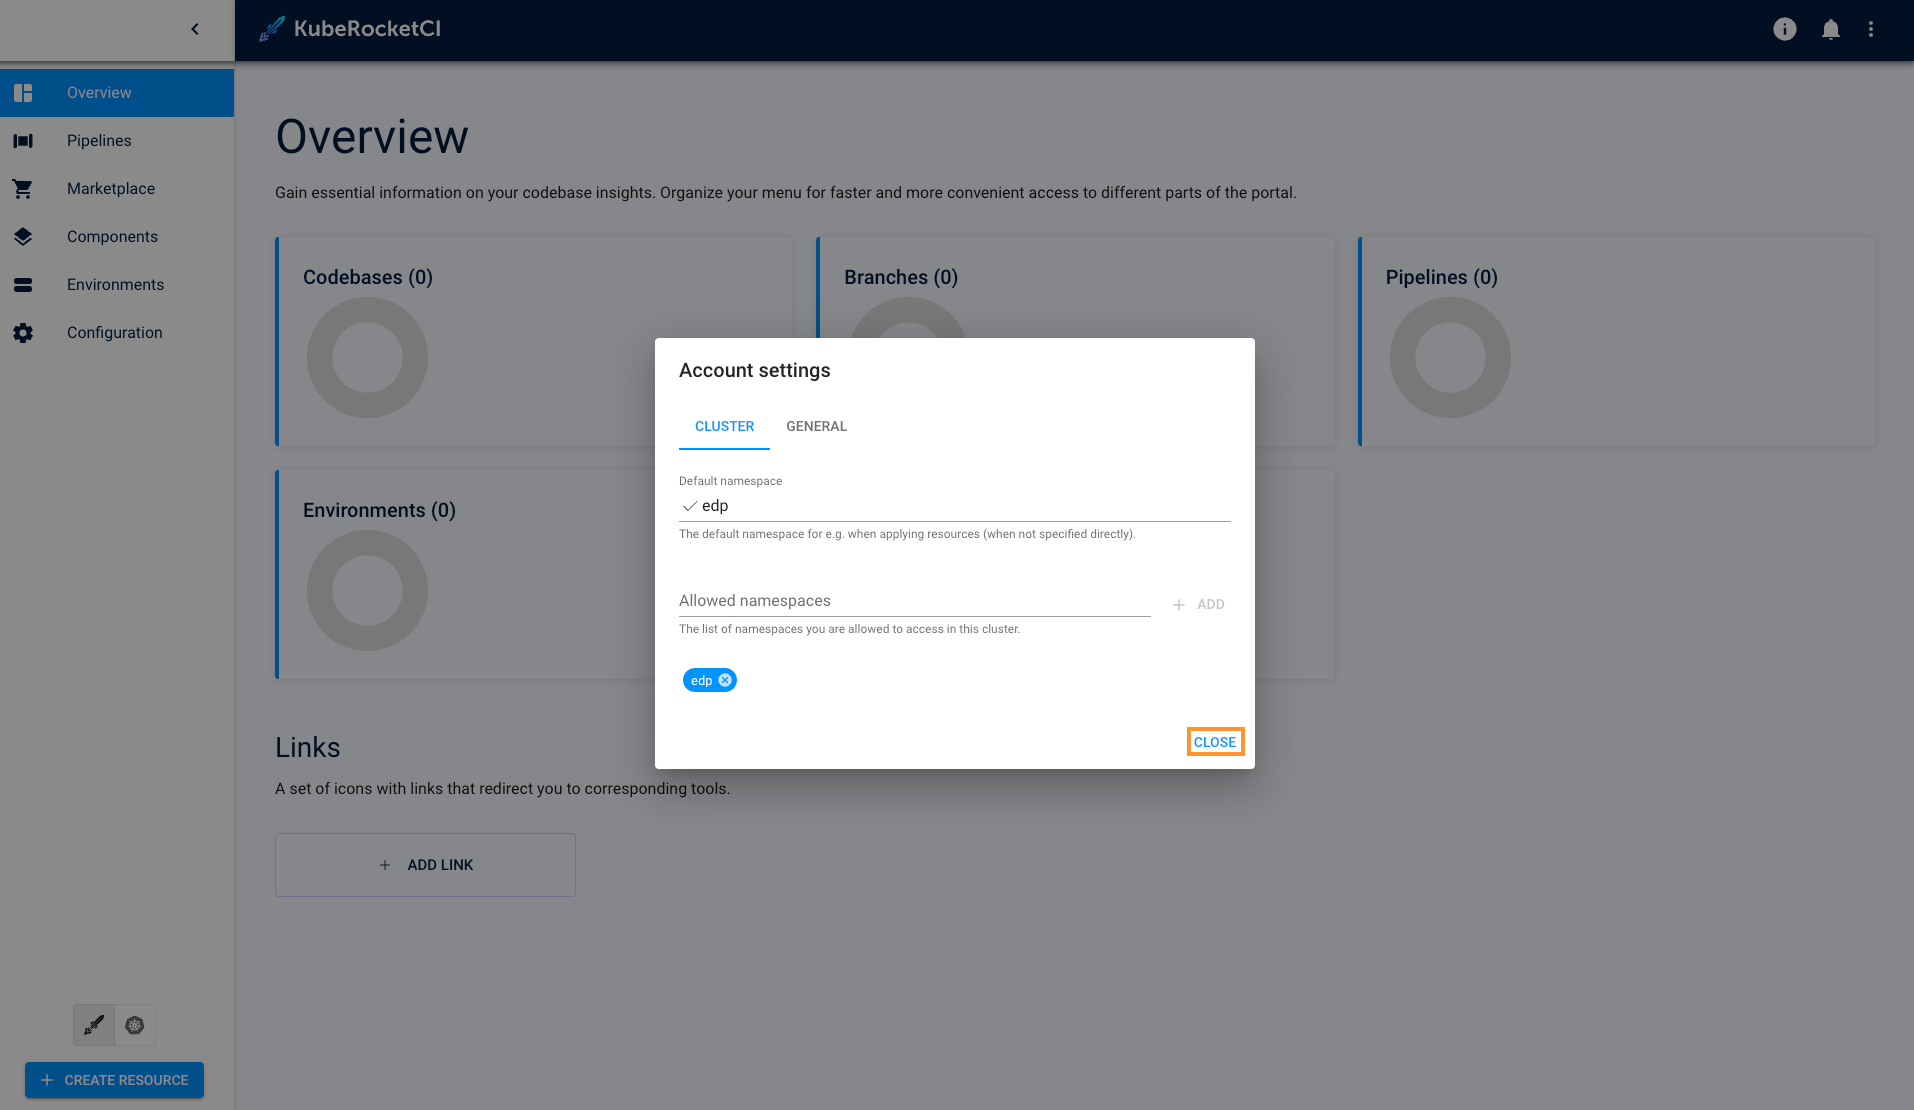 KubeRocketCI
Overview
Pipelines
Marketplace
Components
Environments
Configuration
CREATE RESOURCE
Overview
Gain essential information on your codebase insights. Organize your menu for faster and more convenient access to different parts of the portal.
Codebases (0)
Branches (0)
Pipelines (0)
Environments (0)
Account settings
CLUSTER
GENERAL
Default namespace
edp
The default namespace for e.g. when applying resources (when not specified directly).
Allowed namespaces
ADD
The list of namespaces you are allowed to access in this cluster.
edp
CLOSE
Links
A set of icons with links that redirect you to corresponding tools.
ADD LINK